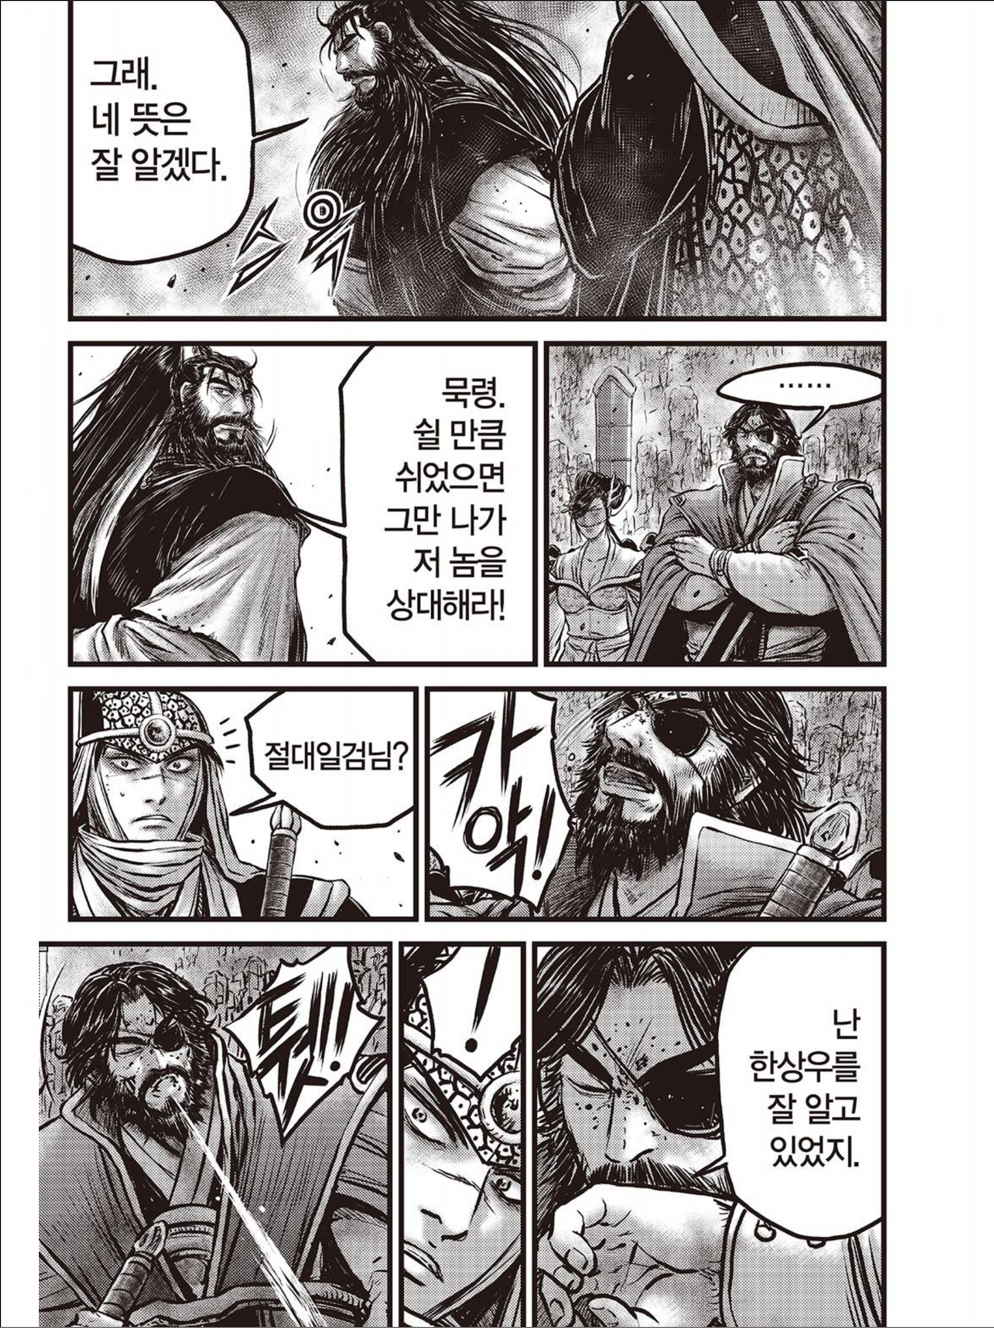 그래.
네 뜻은
잘 알겠다.
스
윽
묵령.
쉴 만큼
쉬었으면
그만 나가
저 놈을
상대해라!
......
절대일검님?
카
악!
퉤!
!
난
한상우를
잘 알고
있었지.